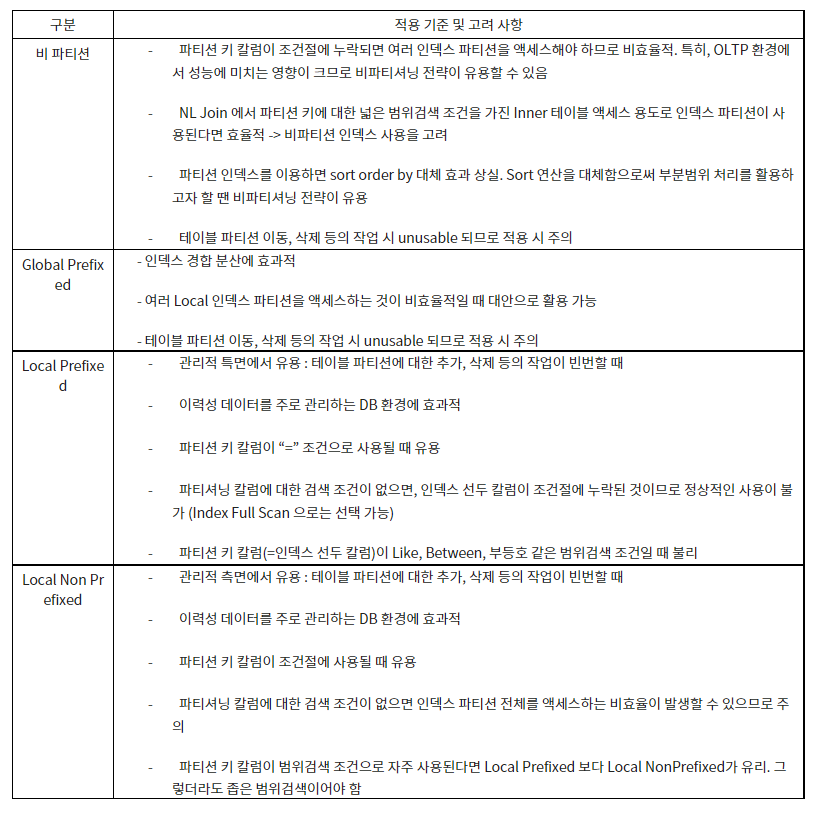 구분 적용 기준 및 고려 사항
비 파티션
- 파티션 키 칼럼이 조건절에 누락되면 여러 인덱스 파티션을 액세스해야 하므로 비효율적. 특히, OLTP 환경에
서 성능에 미치는 영향이 크므로 비파티셔닝 전략이 유용할 수 있음
- NL Join 에서 파티션 키에 대한 넓은 범위검색 조건을 가진 Inner 테이블 액세스 용도로 인덱스 파티션이 사
용된다면 효율적 -> 비파티션 인덱스 사용을 고려
- 파티션 인덱스를 이용하면 sort order by 대체 효과 상실. Sort 연산을 대체함으로써 부분범위 처리를 활용하
고자 할 땐 비파티셔닝 전략이 유용
- 테이블 파티션 이동, 삭제 등의 작업 시 unusable 되므로 적용 시 주의
Global Prefix
ed
- 인덱스 경합 분산에 효과적
- 여러 Local 인덱스 파티션을 액세스하는 것이 비효율적일 때 대안으로 활용 가능
- 테이블 파티션 이동, 삭제 등의 작업 시 unusable 되므로 적용 시 주의
Local Prefixe
d
- 관리적 특면에서 유용 : 테이블 파티션에 대한 추가, 삭제 등의 작업이 빈번할 때
- 이력성 데이터를 주로 관리하는 DB 환경에 효과적
- 파티션 키 칼럼이 “=” 조건으로 사용될 때 유용
- 파티셔닝 칼럼에 대한 검색 조건이 없으면, 인덱스 선두 칼럼이 조건절에 누락된 것이므로 정상적인 사용이 불
가 (Index Full Scan 으로는 선택 가능)
- 파티션 키 칼럼(=인덱스 선두 칼럼)이 Like, Between, 부등호 같은 범위검색 조건일 때 불리
Local Non Pr
efixed
- 관리적 측면에서 유용 : 테이블 파티션에 대한 추가, 삭제 등의 작업이 빈번할 때
- 이력성 데이터를 주로 관리하는 DB 환경에 효과적
- 파티션 키 칼럼이 조건절에 사용될 때 유용
- 파티셔닝 칼럼에 대한 검색 조건이 없으면 인덱스 파티션 전체를 액세스하는 비효율이 발생할 수 있으므로 주
의
- 파티션 키 칼럼이 범위검색 조건으로 자주 사용된다면 Local Prefixed 보다 Local NonPrefixed가 유리. 그
렇더라도 좁은 범위검색이어야 함